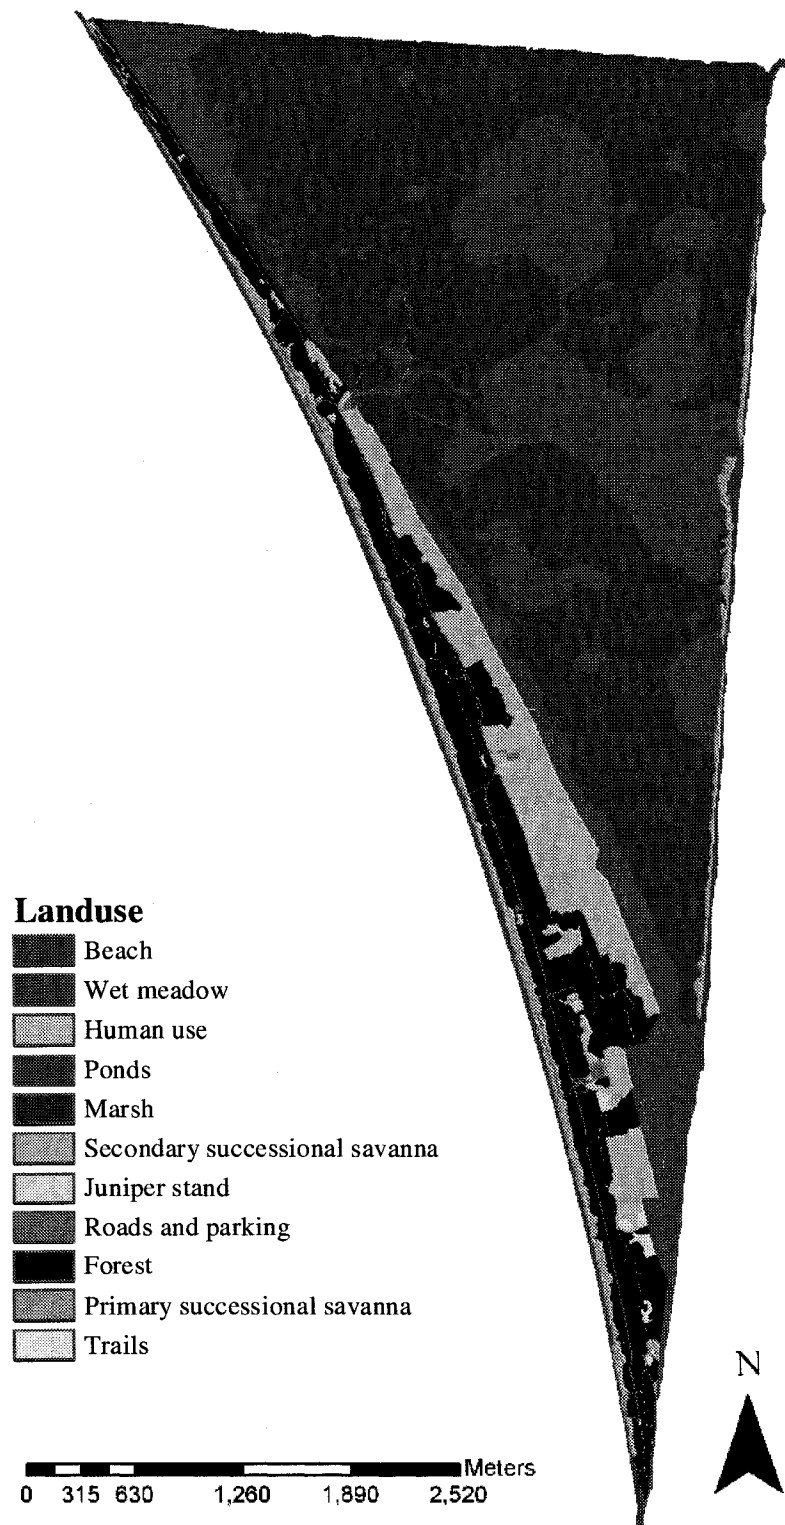 Landuse
Beach
Wet meadow
Human use
Ponds
Marsh
Secondary successional savanna
Juniper stand
Roads and parking
Forest
Primary successional savanna
Trails
N
Meters
0 315 630 1,260 1,890 2,520